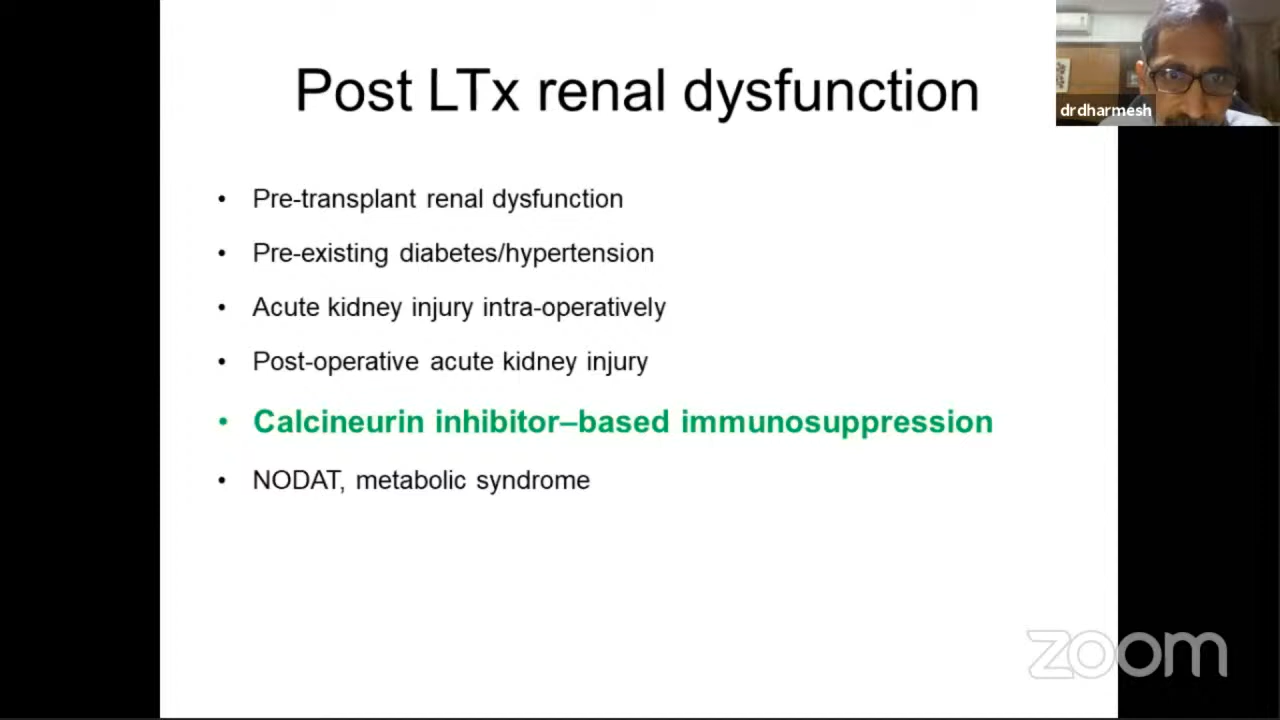 Post LTx renal dysfunction
drdharmesh
• Pre-transplant renal dysfunction
• Pre-existing diabetes/hypertension
• Acute kidney injury intra-operatively
• Post-operative acute kidney injury
• Calcineurin inhibitor–based immunosuppression
• NODAT, metabolic syndrome
zoom